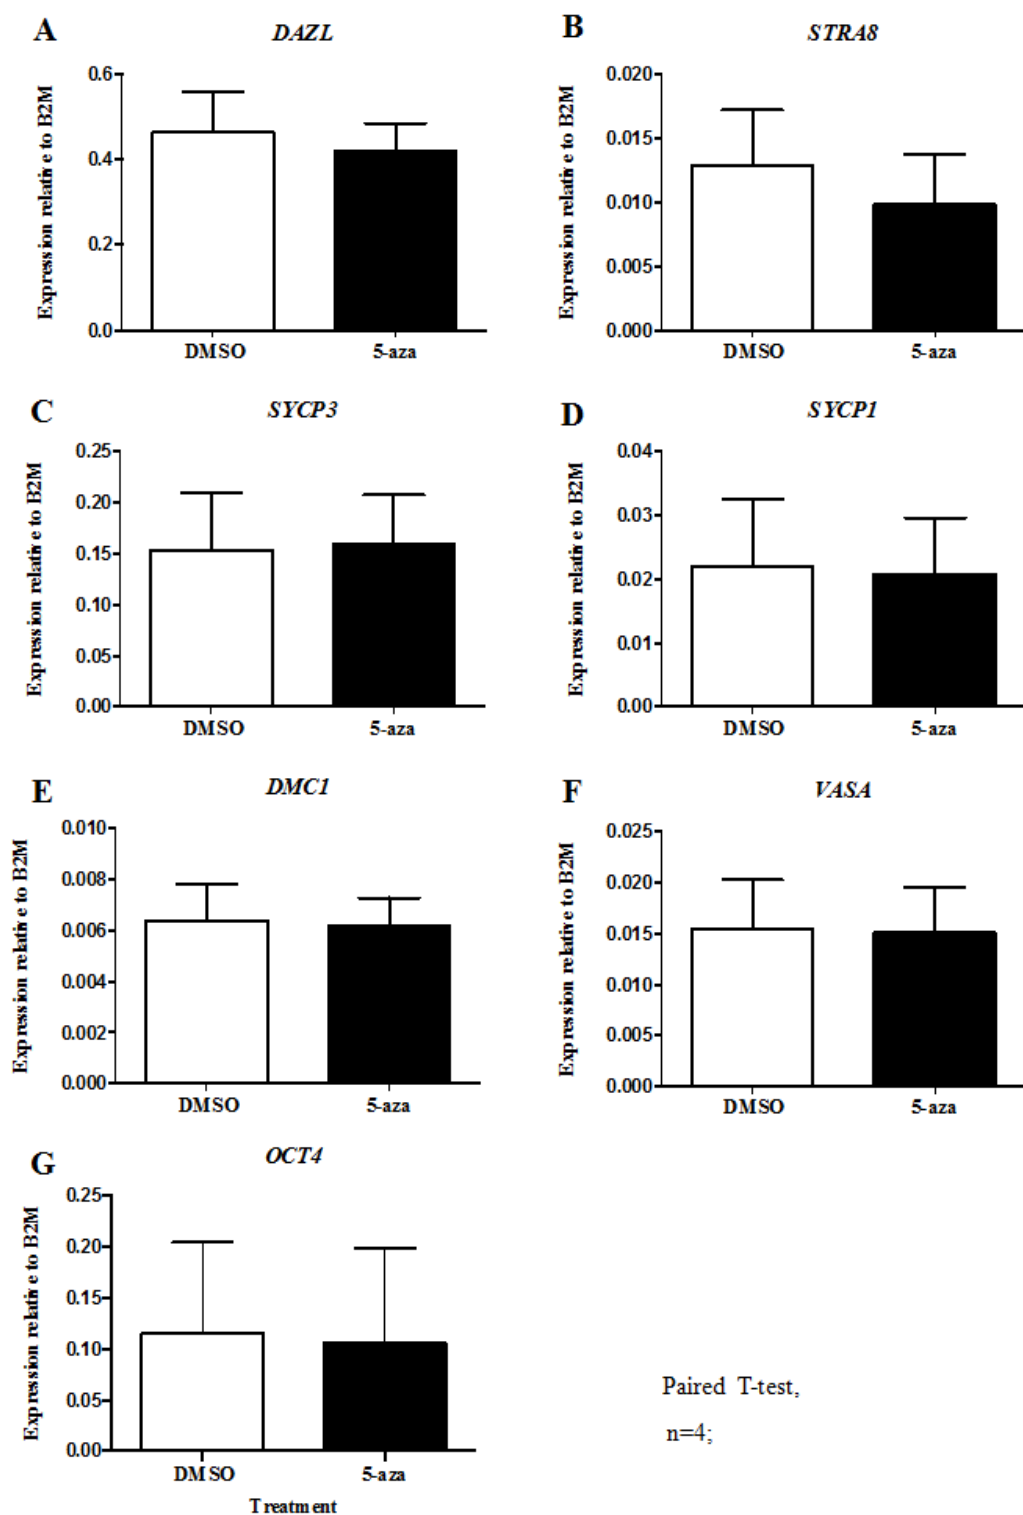 A
DAZL
Expression relative to B2M
0.6
0.4
0.2
0.0
DMSO
5-aza
B
STRA8
Expression relative to B2M
0.020
0.015
0.010
0.005
0.000
DMSO
5-aza
C
SYCP3
Expression relative to B2M
0.25
0.20
0.15
0.10
0.05
0.00
DMSO
5-aza
D
SYCP1
Expression relative to B2M
0.04
0.03
0.02
0.01
0.00
DMSO
5-aza
E
DMC1
Expression relative to B2M
0.010
0.008
0.006
0.004
0.002
0.000
DMSO
5-aza
F
VASA
Expression relative to B2M
0.025
0.020
0.015
0.010
0.005
0.000
DMSO
5-aza
G
OCT4
Expression relative to B2M
0.25
0.20
0.15
0.10
0.05
0.00
DMSO
5-aza
Treatment
Paired T-test,
n=4;